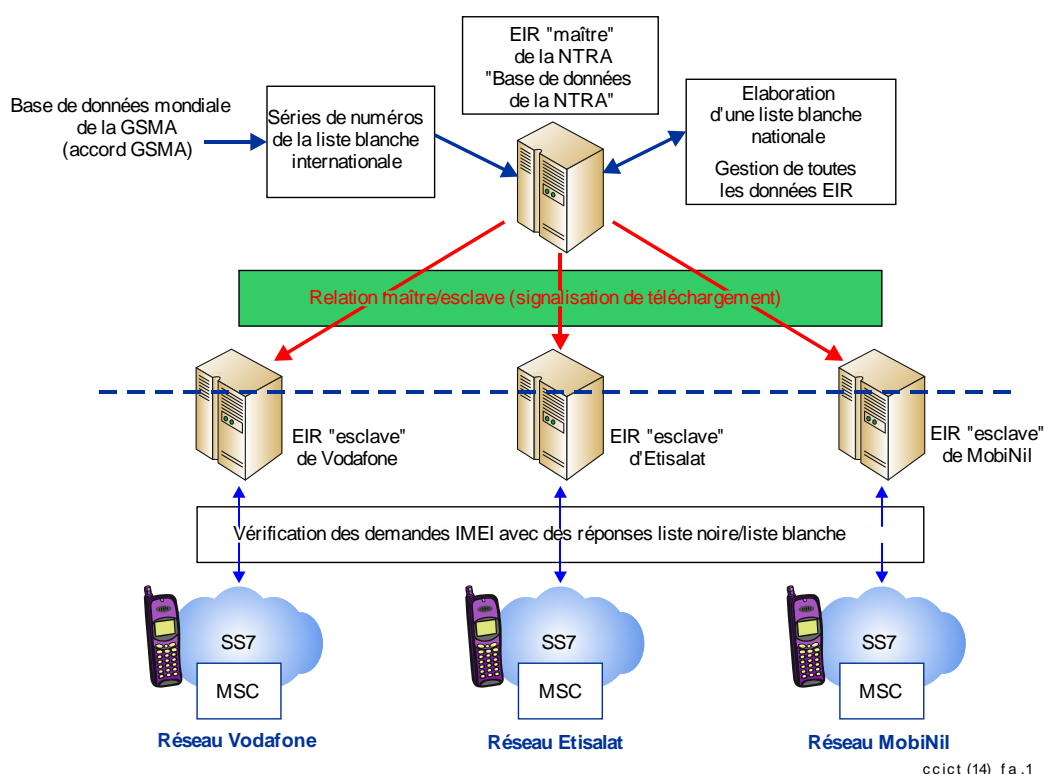 EIR "maître"
de la NTRA
"Base de données
de la NTRA"
Base de données mondiale
de la GSMA
(accord GSMA)
Séries de numéros
de la liste blanche
internationale
Elaboration
d'une liste blanche
nationale
Gestion de toutes
les données EIR
Relation maître/esclave (signalisation de téléchargement)
EIR "esclave"
de Vodafone
EIR "esclave"
d'Etisalat
EIR "esclave"
de MobiNil
Vérification des demandes IMEI avec des réponses liste noire/liste blanche
SS7
MSC
Réseau Vodafone
SS7
MSC
Réseau Etisalat
SS7
MSC
Réseau MobiNil
ccict (14)_fa.1